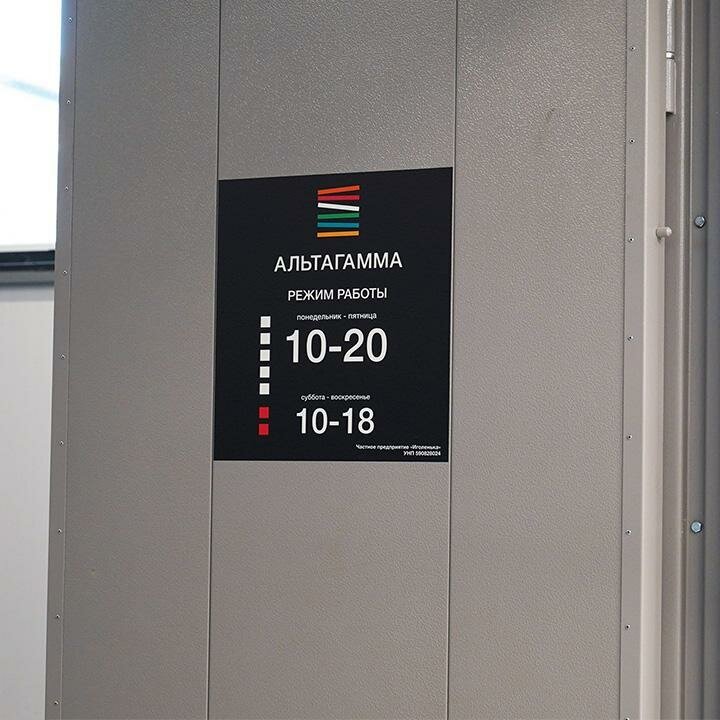 АЛЬТАГАММА
РЕЖИМ РАБОТЫ
понедельник - пятница
10-20
суббота - воскресенье
10-18
Частное предприятие «Иголенька»
УНП 590828024